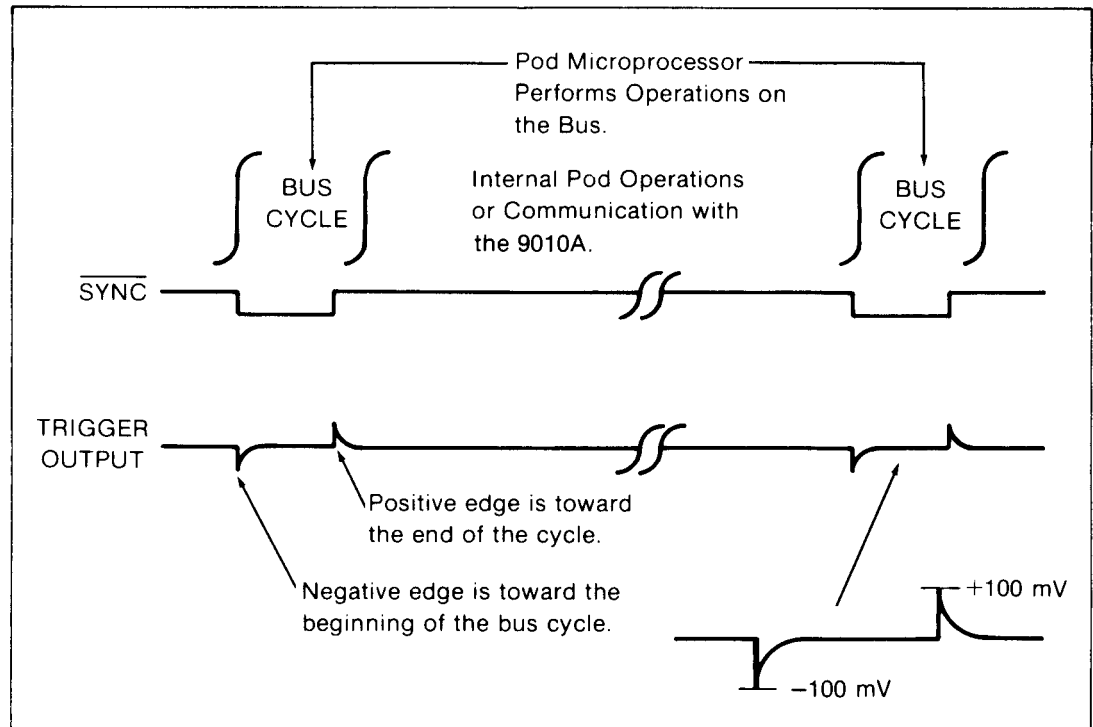 Pod Microprocessor
Performs Operations on
the Bus.
BUS
CYCLE
Internal Pod Operations
or Communication with
the 9010A.
BUS
CYCLE
SYNC
TRIGGER
OUTPUT
Positive edge is toward
the end of the cycle.
Negative edge is toward the
beginning of the bus cycle.
+100 mV
−100 mV